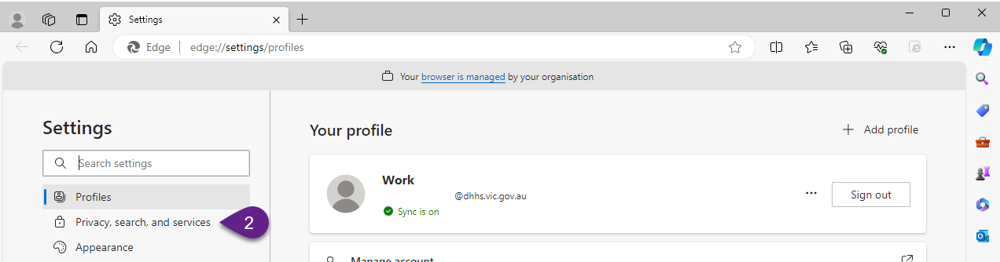 Settings
Edge
edge://settings/profiles
Your browser is managed by your organisation
Settings
Search settings
Profiles
Privacy, search, and services
2
Appearance
Your profile
Add profile
Work
@dhhs.vic.gov.au
Sync is on
Sign out
Manage account